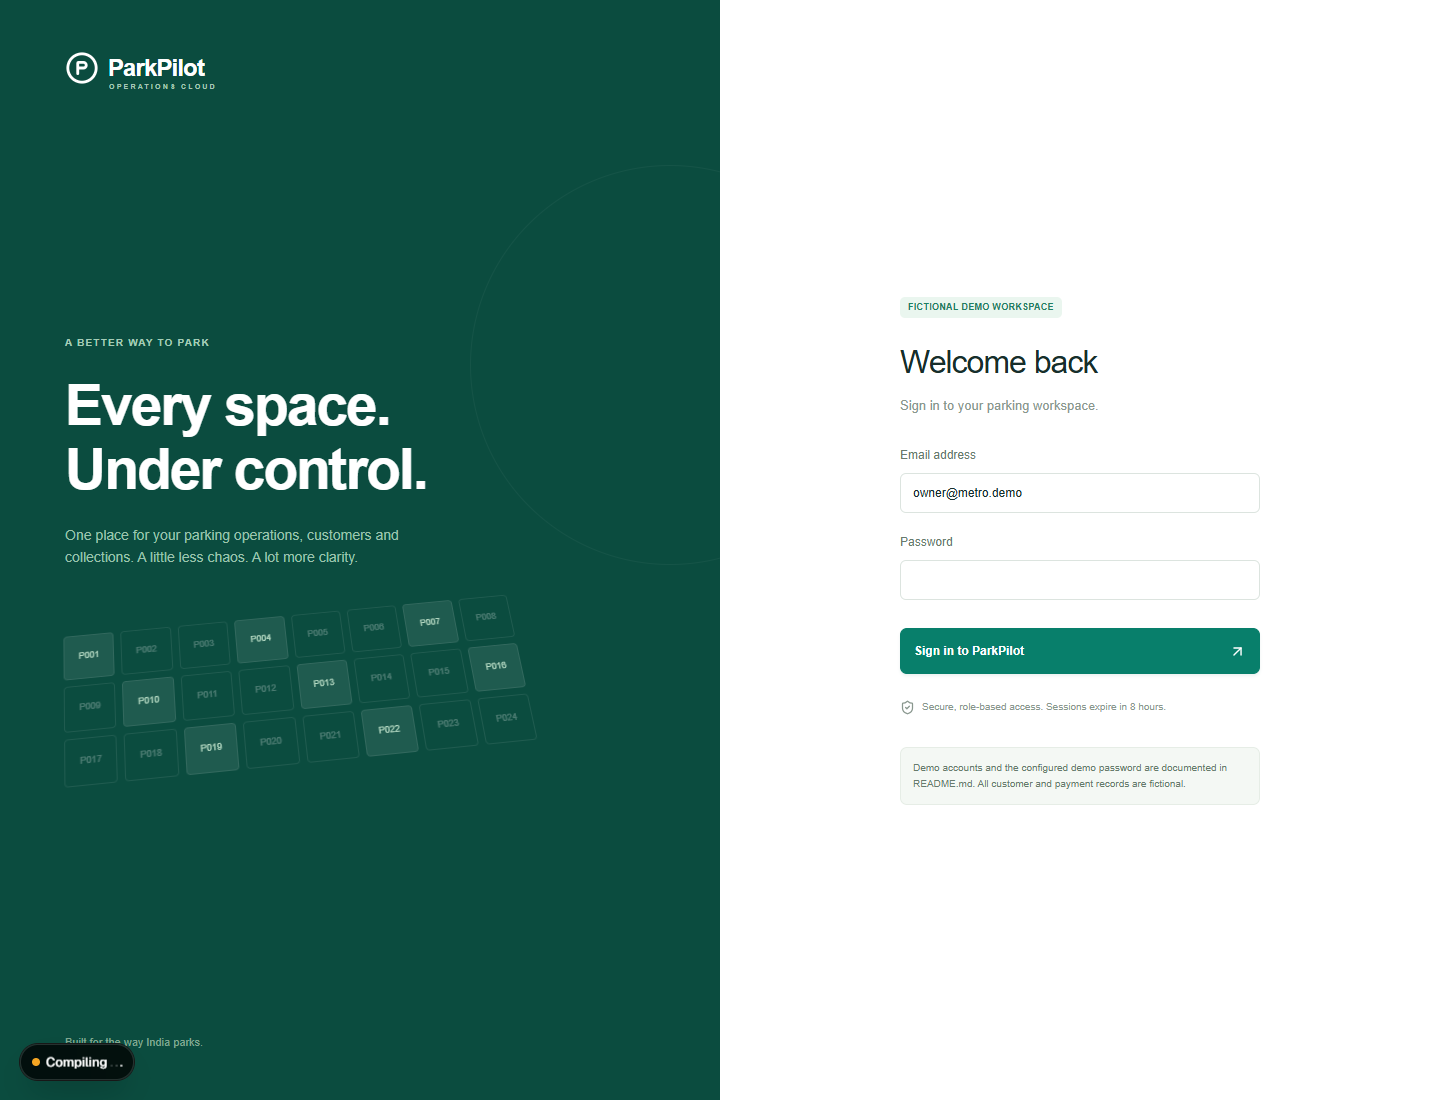 P ParkPilot
OPERATIONS CLOUD
A BETTER WAY TO PARK
Every space.
Under control.
One place for your parking operations, customers and
collections. A little less chaos. A lot more clarity.
P001 P002 P003 P004 P005 P006 P007 P008
P009 P010 P011 P012 P013 P014 P015 P016
P017 P018 P019 P020 P021 P022 P023 P024
Built for the way India parks.
Compiling ...
FICTIONAL DEMO WORKSPACE
Welcome back
Sign in to your parking workspace.
Email address
owner@metro.demo
Password
Sign in to ParkPilot
Secure, role-based access. Sessions expire in 8 hours.
Demo accounts and the configured demo password are documented in
README.md. All customer and payment records are fictional.